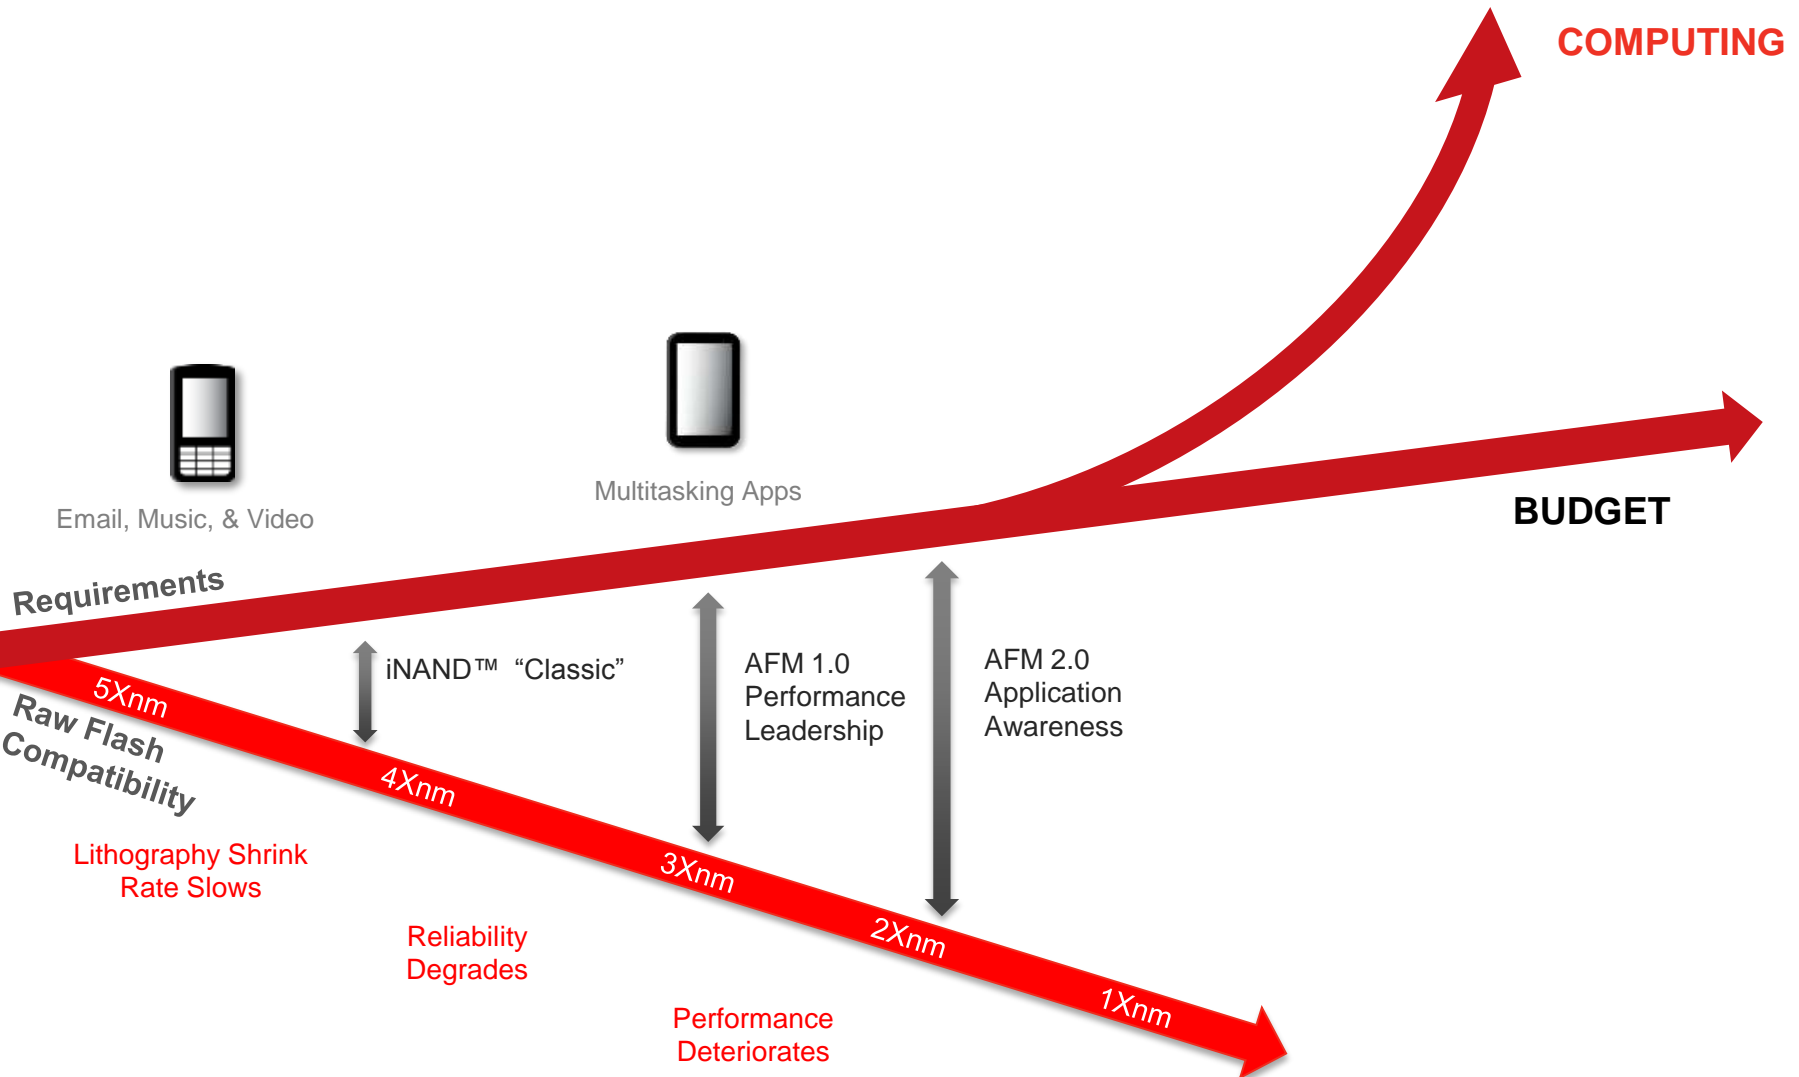 COMPUTING
Multitasking Apps
Email, Music, & Video
BUDGET
Requirements
iNAND™ “Classic”
AFM 1.0
Performance
Leadership
AFM 2.0
Application
Awareness
5Xnm
Raw Flash
Compatibility
4Xnm
3Xnm
2Xnm
1Xnm
Lithography Shrink
Rate Slows
Reliability
Degrades
Performance
Deteriorates